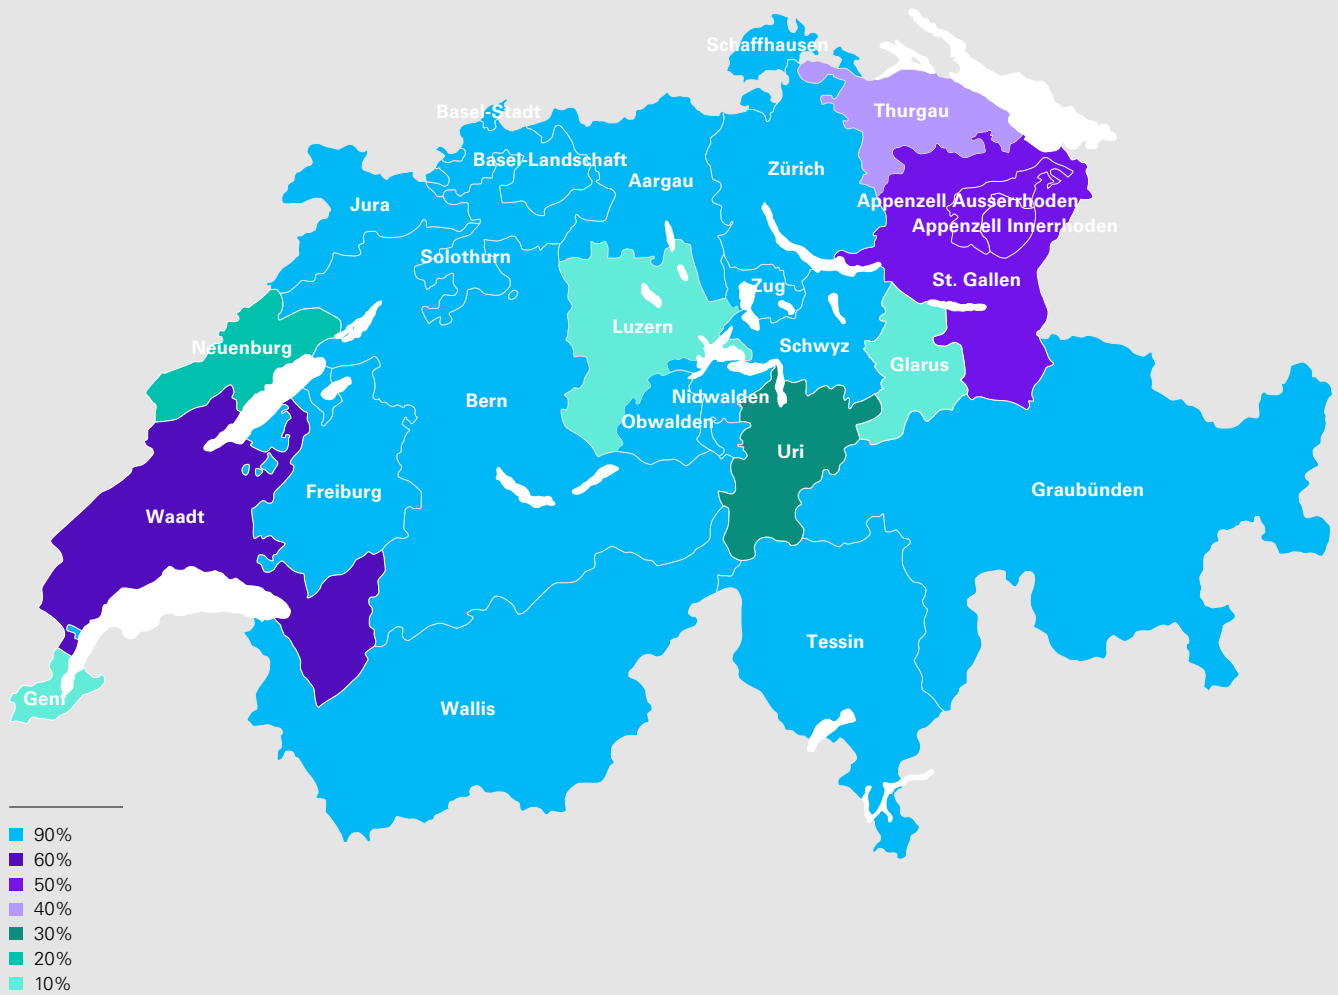 Schaffhausen
Basel-Stadt
Thurgau
Basel-Landschaft
Zürich
Aargau
Jura
Appenzell Ausserrhoden
Appenzell Innerrhoden
Solothurn
St. Gallen
Zug
Luzern
Neuenburg
Schwyz
Glarus
Nidwalden
Bern
Obwalden
Uri
Freiburg
Graubünden
Waadt
Tessin
Genf
Wallis
90%
60%
50%
40%
30%
20%
10%